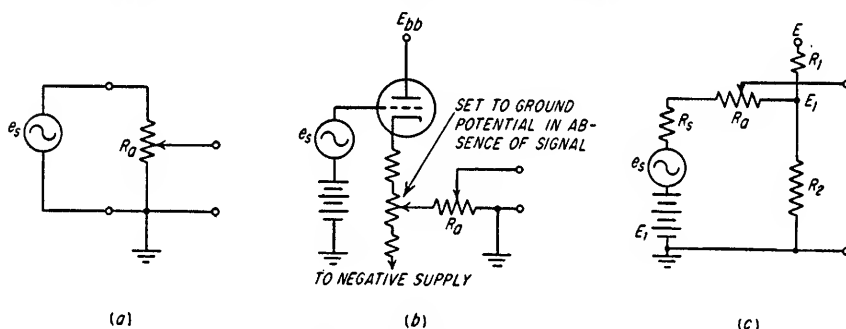 e_s
R_a
(a)
E_bb
e_s
SET TO GROUND
POTENTIAL IN AB-
SENCE OF SIGNAL
R_a
TO NEGATIVE SUPPLY
(b)
E
R_1
R_a
E_1
R_s
e_s
R_2
E_1
(c)